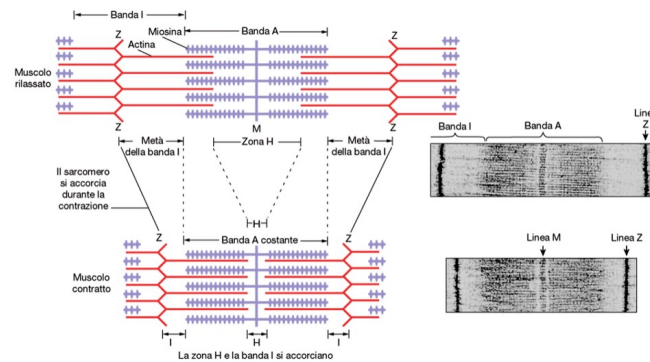 Banda I
Miosina
Banda A
Z
Actina
Z
Muscolo
rilassato
Z
M
Z
Metà
della banda I
Zona H
Metà
della banda I
Il sarcomero
si accorcia
durante la
contrazione
H
Z
Banda A costante
Z
Muscolo
contratto
I
H
I
La zona H e la banda I si accorciano
Banda I
Banda A
Line
Z
Linea M
Linea Z